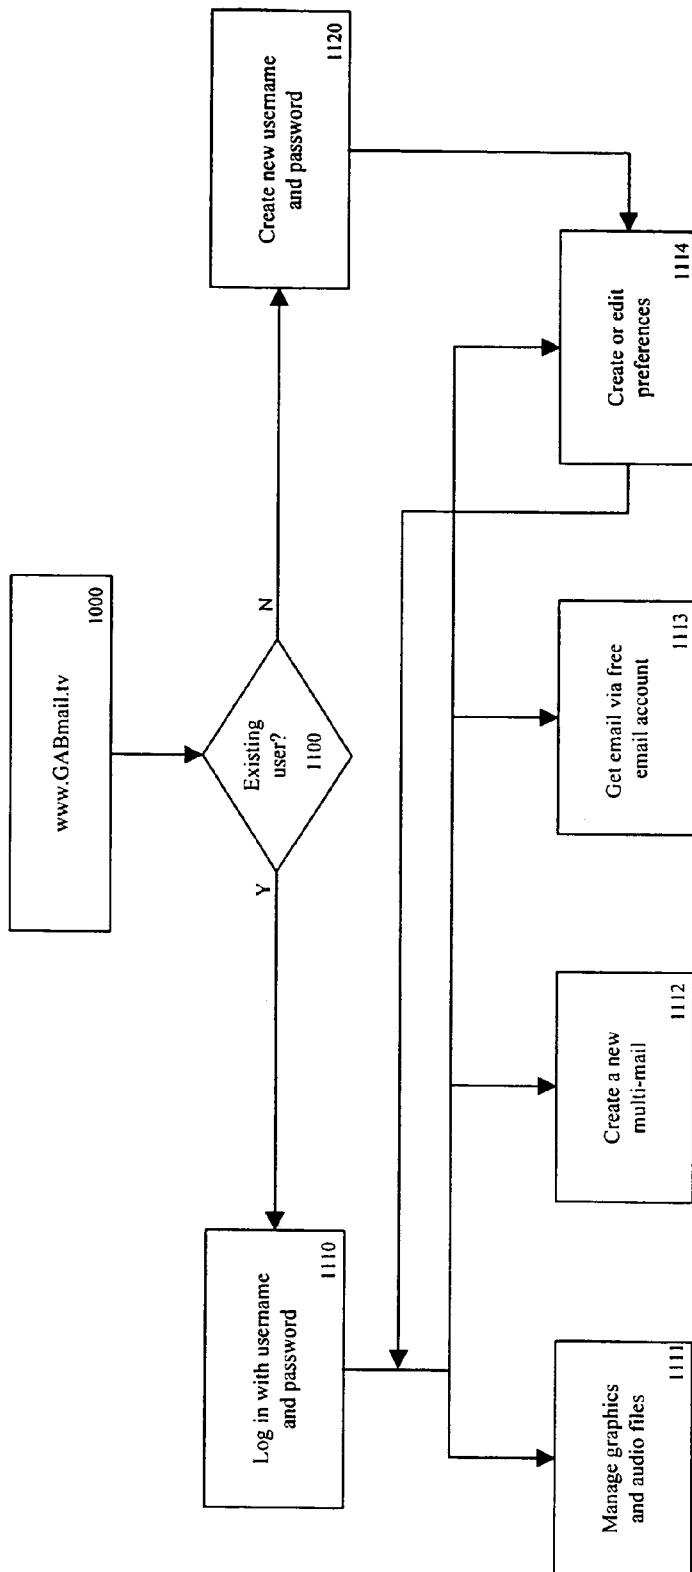 www.GABmail.tv
1000
Existing
user?
1100
Y
N
Log in with username
and password
1110
Create new username
and password
1120
Manage graphics
and audio files
1111
Create a new
multi-mail
1112
Get email via free
email account
1113
Create or edit
preferences
1114